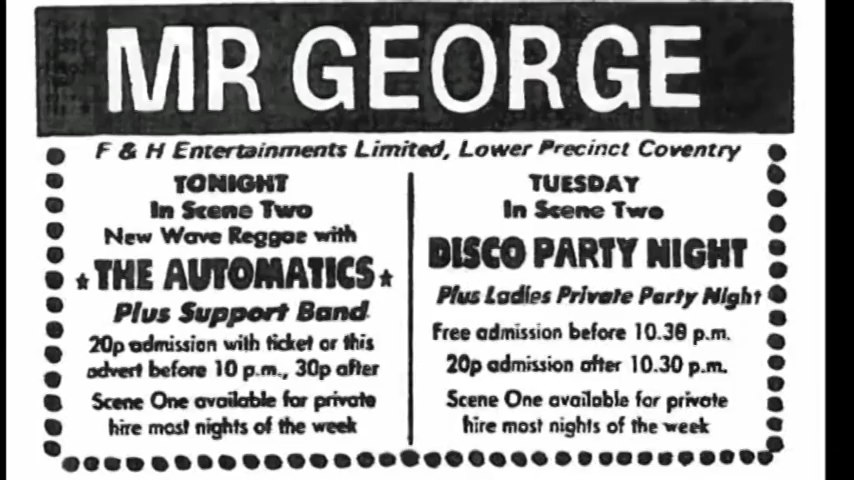 MR GEORGE
F & H Entertainments Limited, Lower Precinct Coventry
TONIGHT
In Scene Two
New Wave Reggae with
★ THE AUTOMATICS ★
Plus Support Band
20p admission with ticket or this
advert before 10 p.m., 30p after
Scene One available for private
hire most nights of the week
TUESDAY
In Scene Two
DISCO PARTY NIGHT
Plus Ladies Private Party Night
Free admission before 10.30 p.m.
20p admission after 10.30 p.m.
Scene One available for private
hire most nights of the week